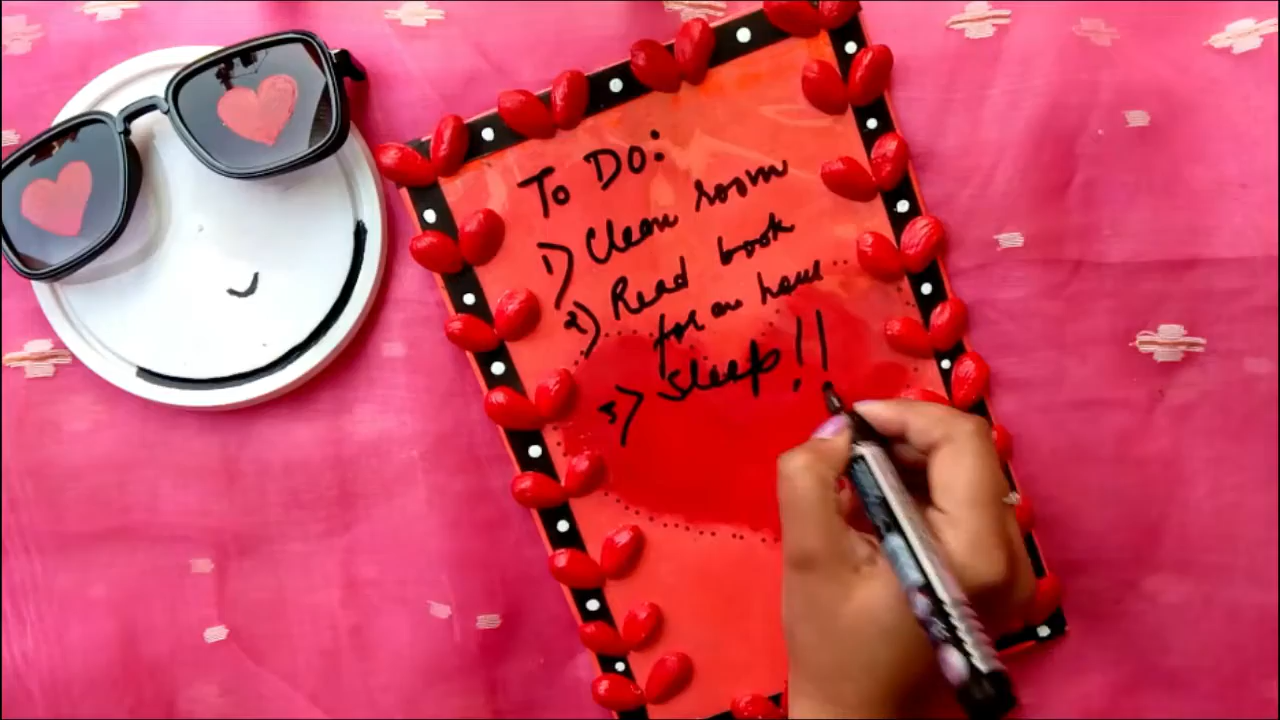 To Do:
1) Clean room
2) Read book
for an hour
3) Sleep!!